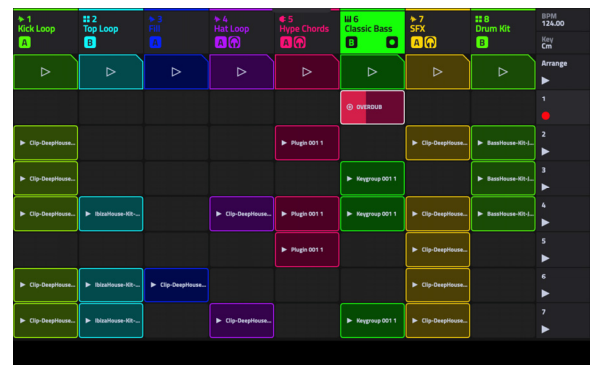 1
Kick Loop
A
2
Top Loop
B
3
Fill
A
4
Hat Loop
A
5
Hype Chords
A
6
Classic Bass
B
7
SFX
A
8
Drum Kit
B
BPM
124.00
Key
Cm
Arrange
OVERDUB
1
Clip-DeepHouse...
Plugin 001 1
Clip-DeepHouse...
BassHouse-Kit-J...
2
Clip-DeepHouse...
Keygroup 001 1
BassHouse-Kit-J...
3
Clip-DeepHouse...
IbizaHouse-Kit-...
Clip-DeepHouse...
Plugin 001 1
Keygroup 001 1
Clip-DeepHouse...
BassHouse-Kit-J...
4
Plugin 001 1
Clip-DeepHouse...
5
Clip-DeepHouse...
IbizaHouse-Kit-...
Clip-DeepHouse...
Clip-DeepHouse...
6
Clip-DeepHouse...
IbizaHouse-Kit-...
Clip-DeepHouse...
Keygroup 001 1
Clip-DeepHouse...
7